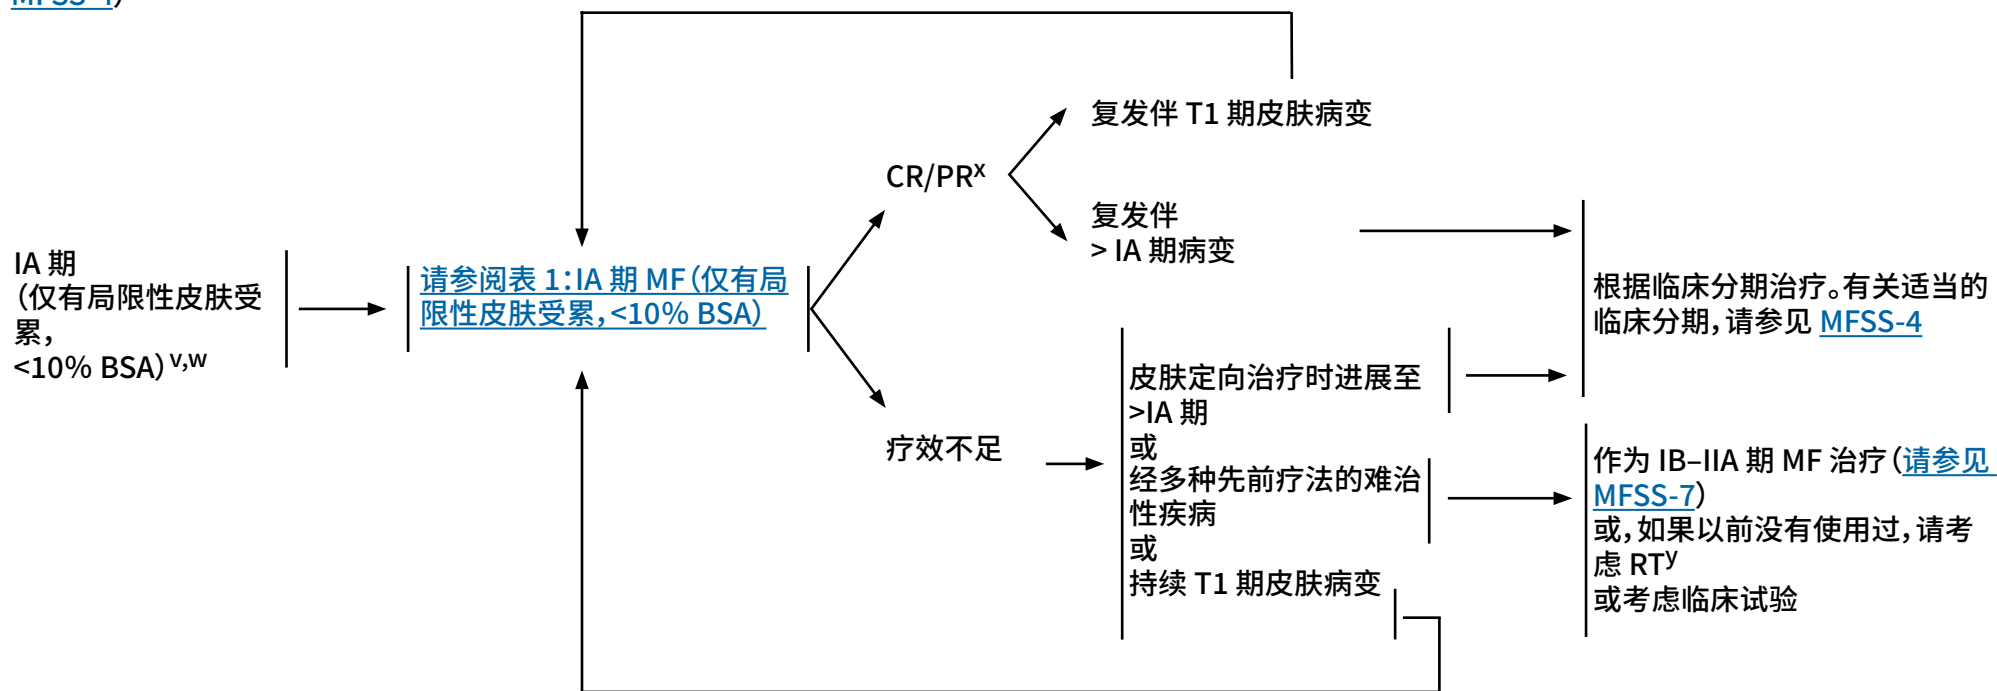 MFSS-4）
IA 期
（仅有局限性皮肤受
累，
<10% BSA）v,w
请参阅表 1：IA 期 MF（仅有局
限性皮肤受累，<10% BSA）
CR/PRx
疗效不足
复发伴 T1 期皮肤病变
复发伴
> IA 期病变
皮肤定向治疗时进展至
>IA 期
或
经多种先前疗法的难治
性疾病
或
持续 T1 期皮肤病变
根据临床分期治疗。有关适当的
临床分期，请参见 MFSS-4
作为 IB–IIA 期 MF 治疗（请参见
MFSS-7）
或，如果以前没有使用过，请考
虑 RTy
或考虑临床试验